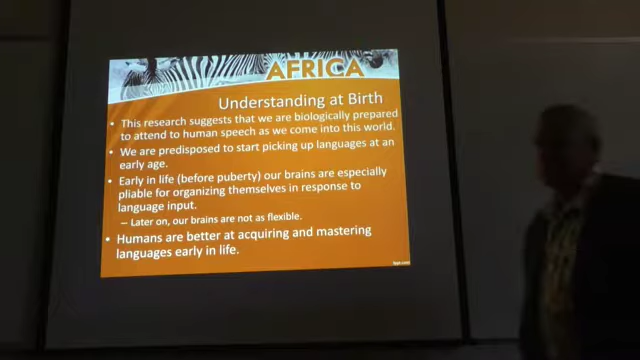 AFRICA
Understanding at Birth
• This research suggests that we are biologically prepared
to attend to human speech as we come into this world.
• We are predisposed to start picking up languages at an
early age.
• Early in life (before puberty) our brains are especially
pliable for organizing themselves in response to
language input.
– Later on, our brains are not as flexible.
• Humans are better at acquiring and mastering
languages early in life.